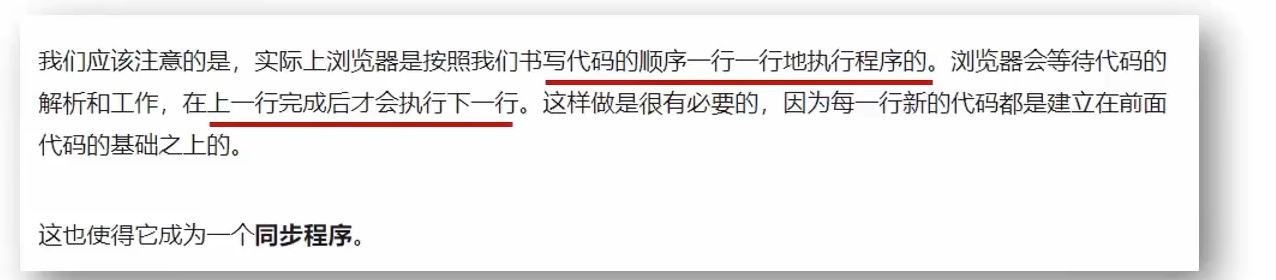 我们应该注意的是，实际上浏览器是按照我们书写代码的顺序一行一行地执行程序的。浏览器会等待代码的
解析和工作，在上一行完成后才会执行下一行。这样做是很有必要的，因为每一行新的代码都是建立在前面
代码的基础之上的。
这也使得它成为一个同步程序。